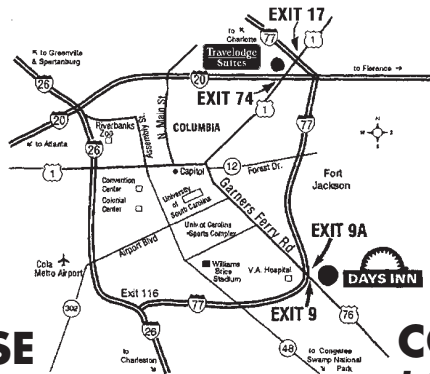 EXIT 17
to
Charlotte
77
1
Travelodge
Suites
to Greenville
& Spartanburg
26
20
to Florence
EXIT 74
1
N. Main St
Assembly St.
Riverbanks
Zoo
COLUMBIA
77
20
to Atlanta
26
N
S
W
E
1
Capitol
12
Forest Dr.
Fort
Jackson
Convention
Center
Colonial
Center
University
of
South Carolina
Garners Ferry Rd
Univ of Carolina
Sports Complex
Airport Blvd
EXIT 9A
Cola
Metro Airport
Williams
Brice
Stadium
V.A. Hospital
DAYS INN
Exit 116
77
EXIT 9
302
26
76
48
to
Charleston
to Congaree
Swamp National
Park
SE
CO